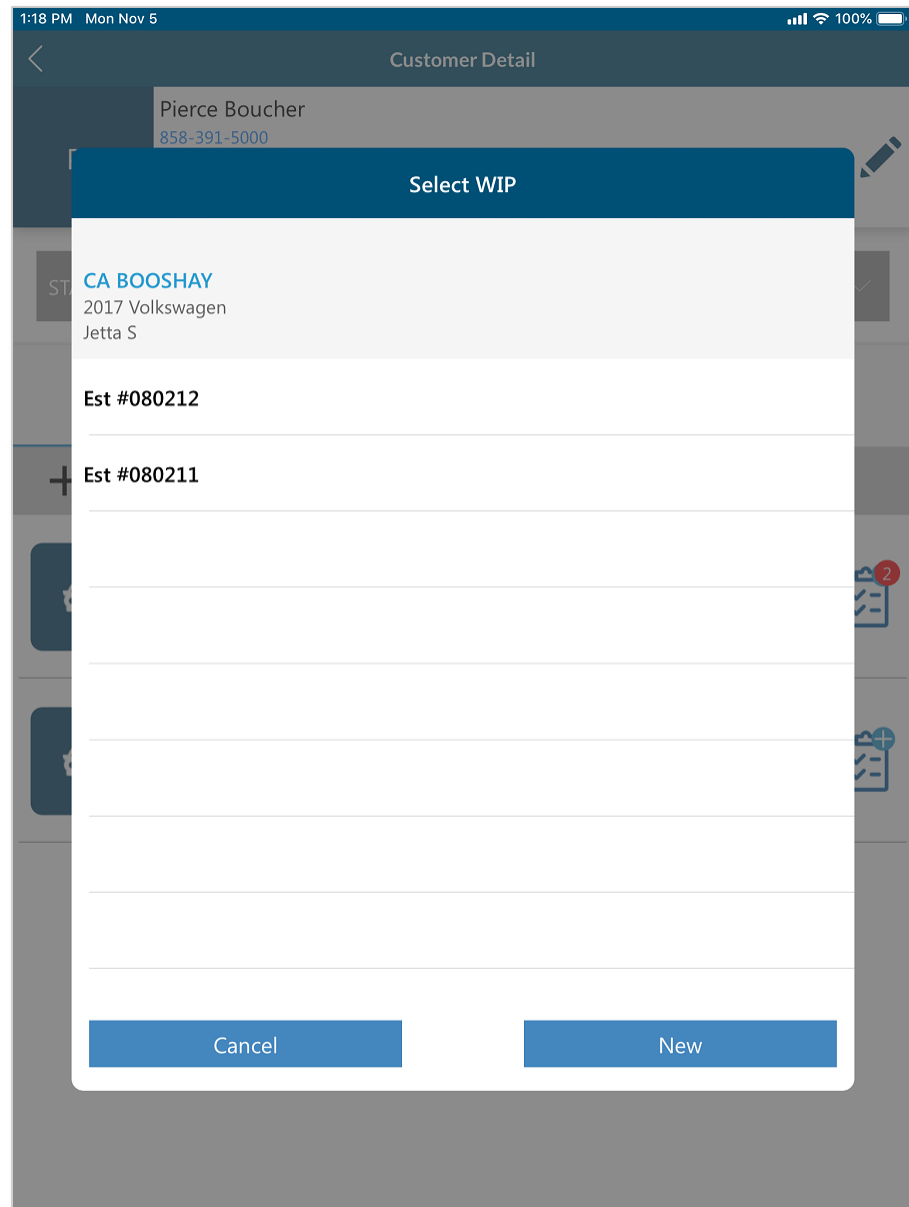 1:18 PM Mon Nov 5 100%
Customer Detail
Pierce Boucher
858-391-5000
Select WIP
CA BOOSHAY
2017 Volkswagen
Jetta S
Est #080212
Est #080211
2
Cancel New